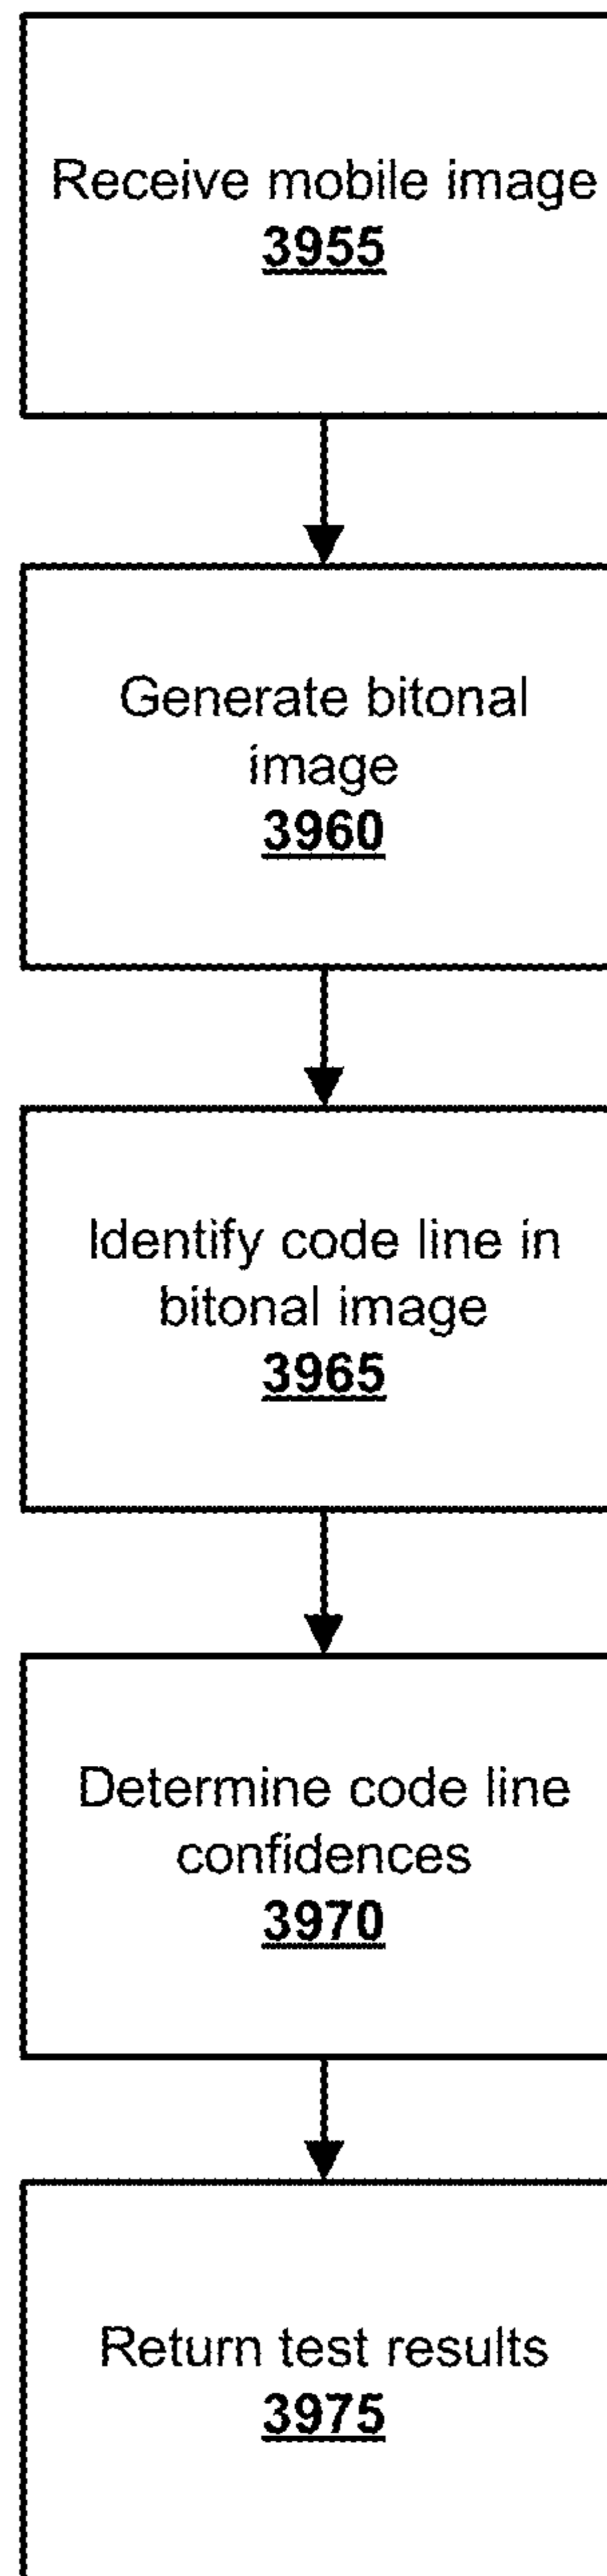 Receive mobile image
3955
Generate bitonal
image
3960
Identify code line in
bitonal image
3965
Determine code line
confidences
3970
Return test results
3975